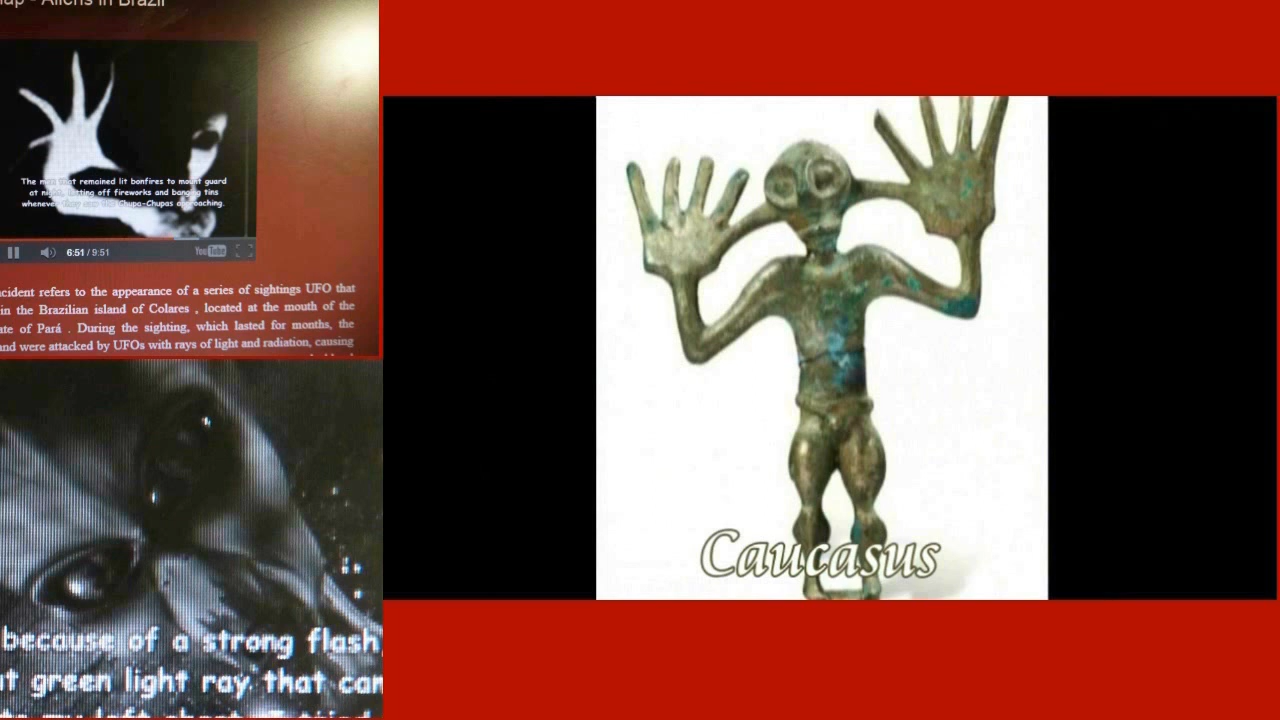 Aliens in Brazil
The men that remained lit bonfires to mount guard
at night, letting off fireworks and banging tins
whenever they saw the Chupa-Chupas approaching.
6:51 / 9:51
YouTube
incident refers to the appearance of a series of sightings UFO that
in the Brazilian island of Colares , located at the mouth of the
ate of Pará . During the sighting, which lasted for months, the
and were attacked by UFOs with rays of light and radiation, causing
because of a strong flash,
green light ray that can
Caucasus